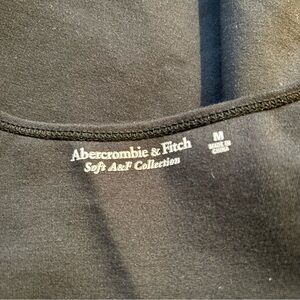 Abercrombie & Fitch
Soft A&F Collection
M
MADE IN
CHINA